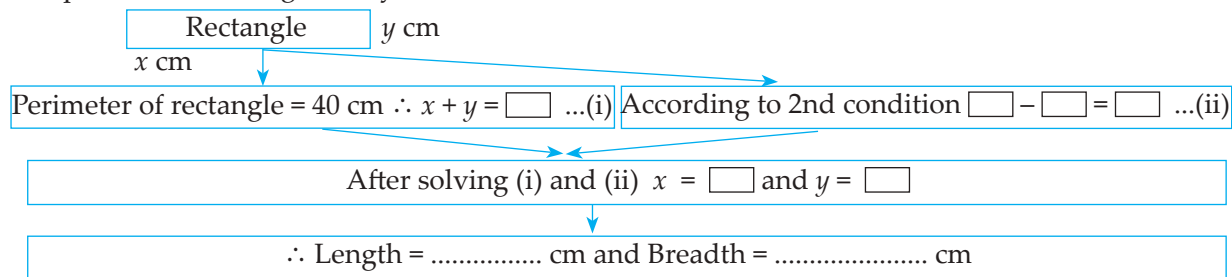 Rectangle y cm
x cm
Perimeter of rectangle = 40 cm ∴ x + y = □ ...(i) According to 2nd condition □ – □ = □ ...(ii)
After solving (i) and (ii) x = □ and y = □
∴ Length = ................ cm and Breadth = ...................... cm